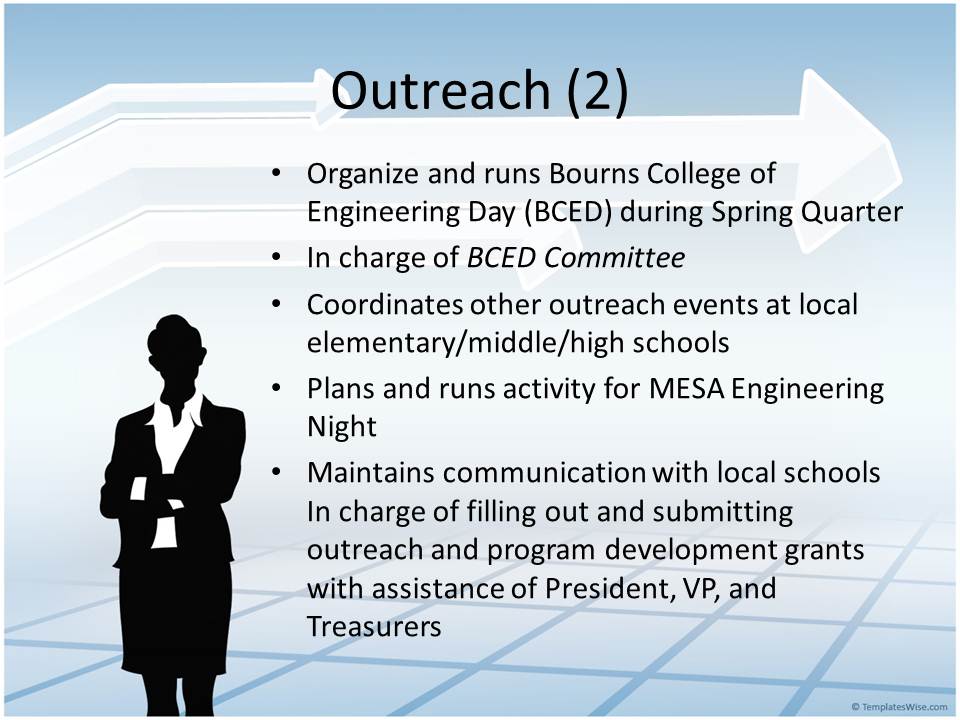 Outreach (2)
• Organize and runs Bourns College of
Engineering Day (BCED) during Spring Quarter
• In charge of BCED Committee
• Coordinates other outreach events at local
elementary/middle/high schools
• Plans and runs activity for MESA Engineering
Night
• Maintains communication with local schools
In charge of filling out and submitting
outreach and program development grants
with assistance of President, VP, and
Treasurers
© TemplatesWise.com